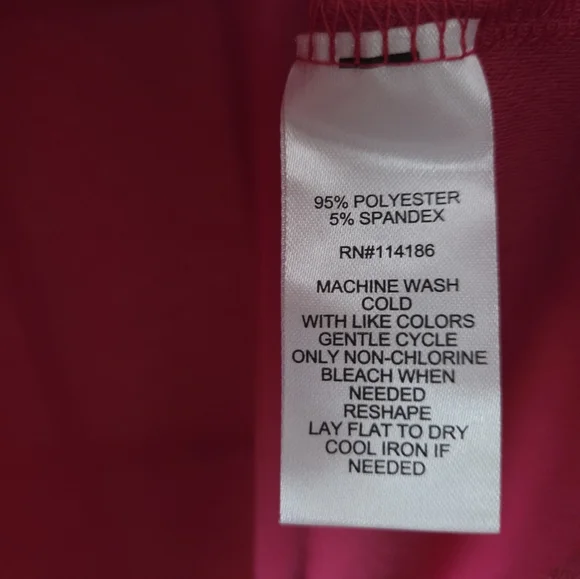 95% POLYESTER
5% SPANDEX
RN#114186
MACHINE WASH
COLD
WITH LIKE COLORS
GENTLE CYCLE
ONLY NON-CHLORINE
BLEACH WHEN
NEEDED
RESHAPE
LAY FLAT TO DRY
COOL IRON IF
NEEDED